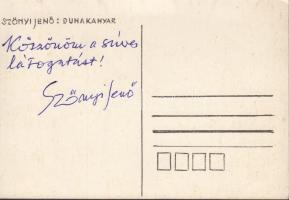 SZŐNYI JENŐ: DUNAKANYAR
Köszönöm a szíves
látogatást!
Szőnyi Jenő